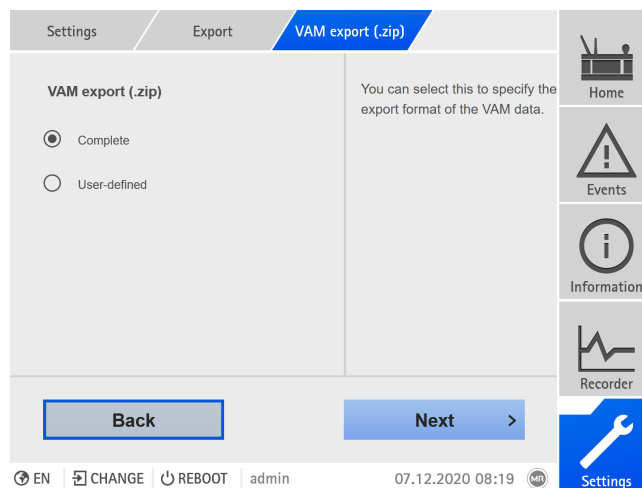 Settings
Export
VAM export (.zip)
VAM export (.zip)
Complete
User-defined
You can select this to specify the
export format of the VAM data.
Back
Next >
EN
CHANGE
REBOOT
admin
07.12.2020 08:19
MR
Home
Events
Information
Recorder
Settings